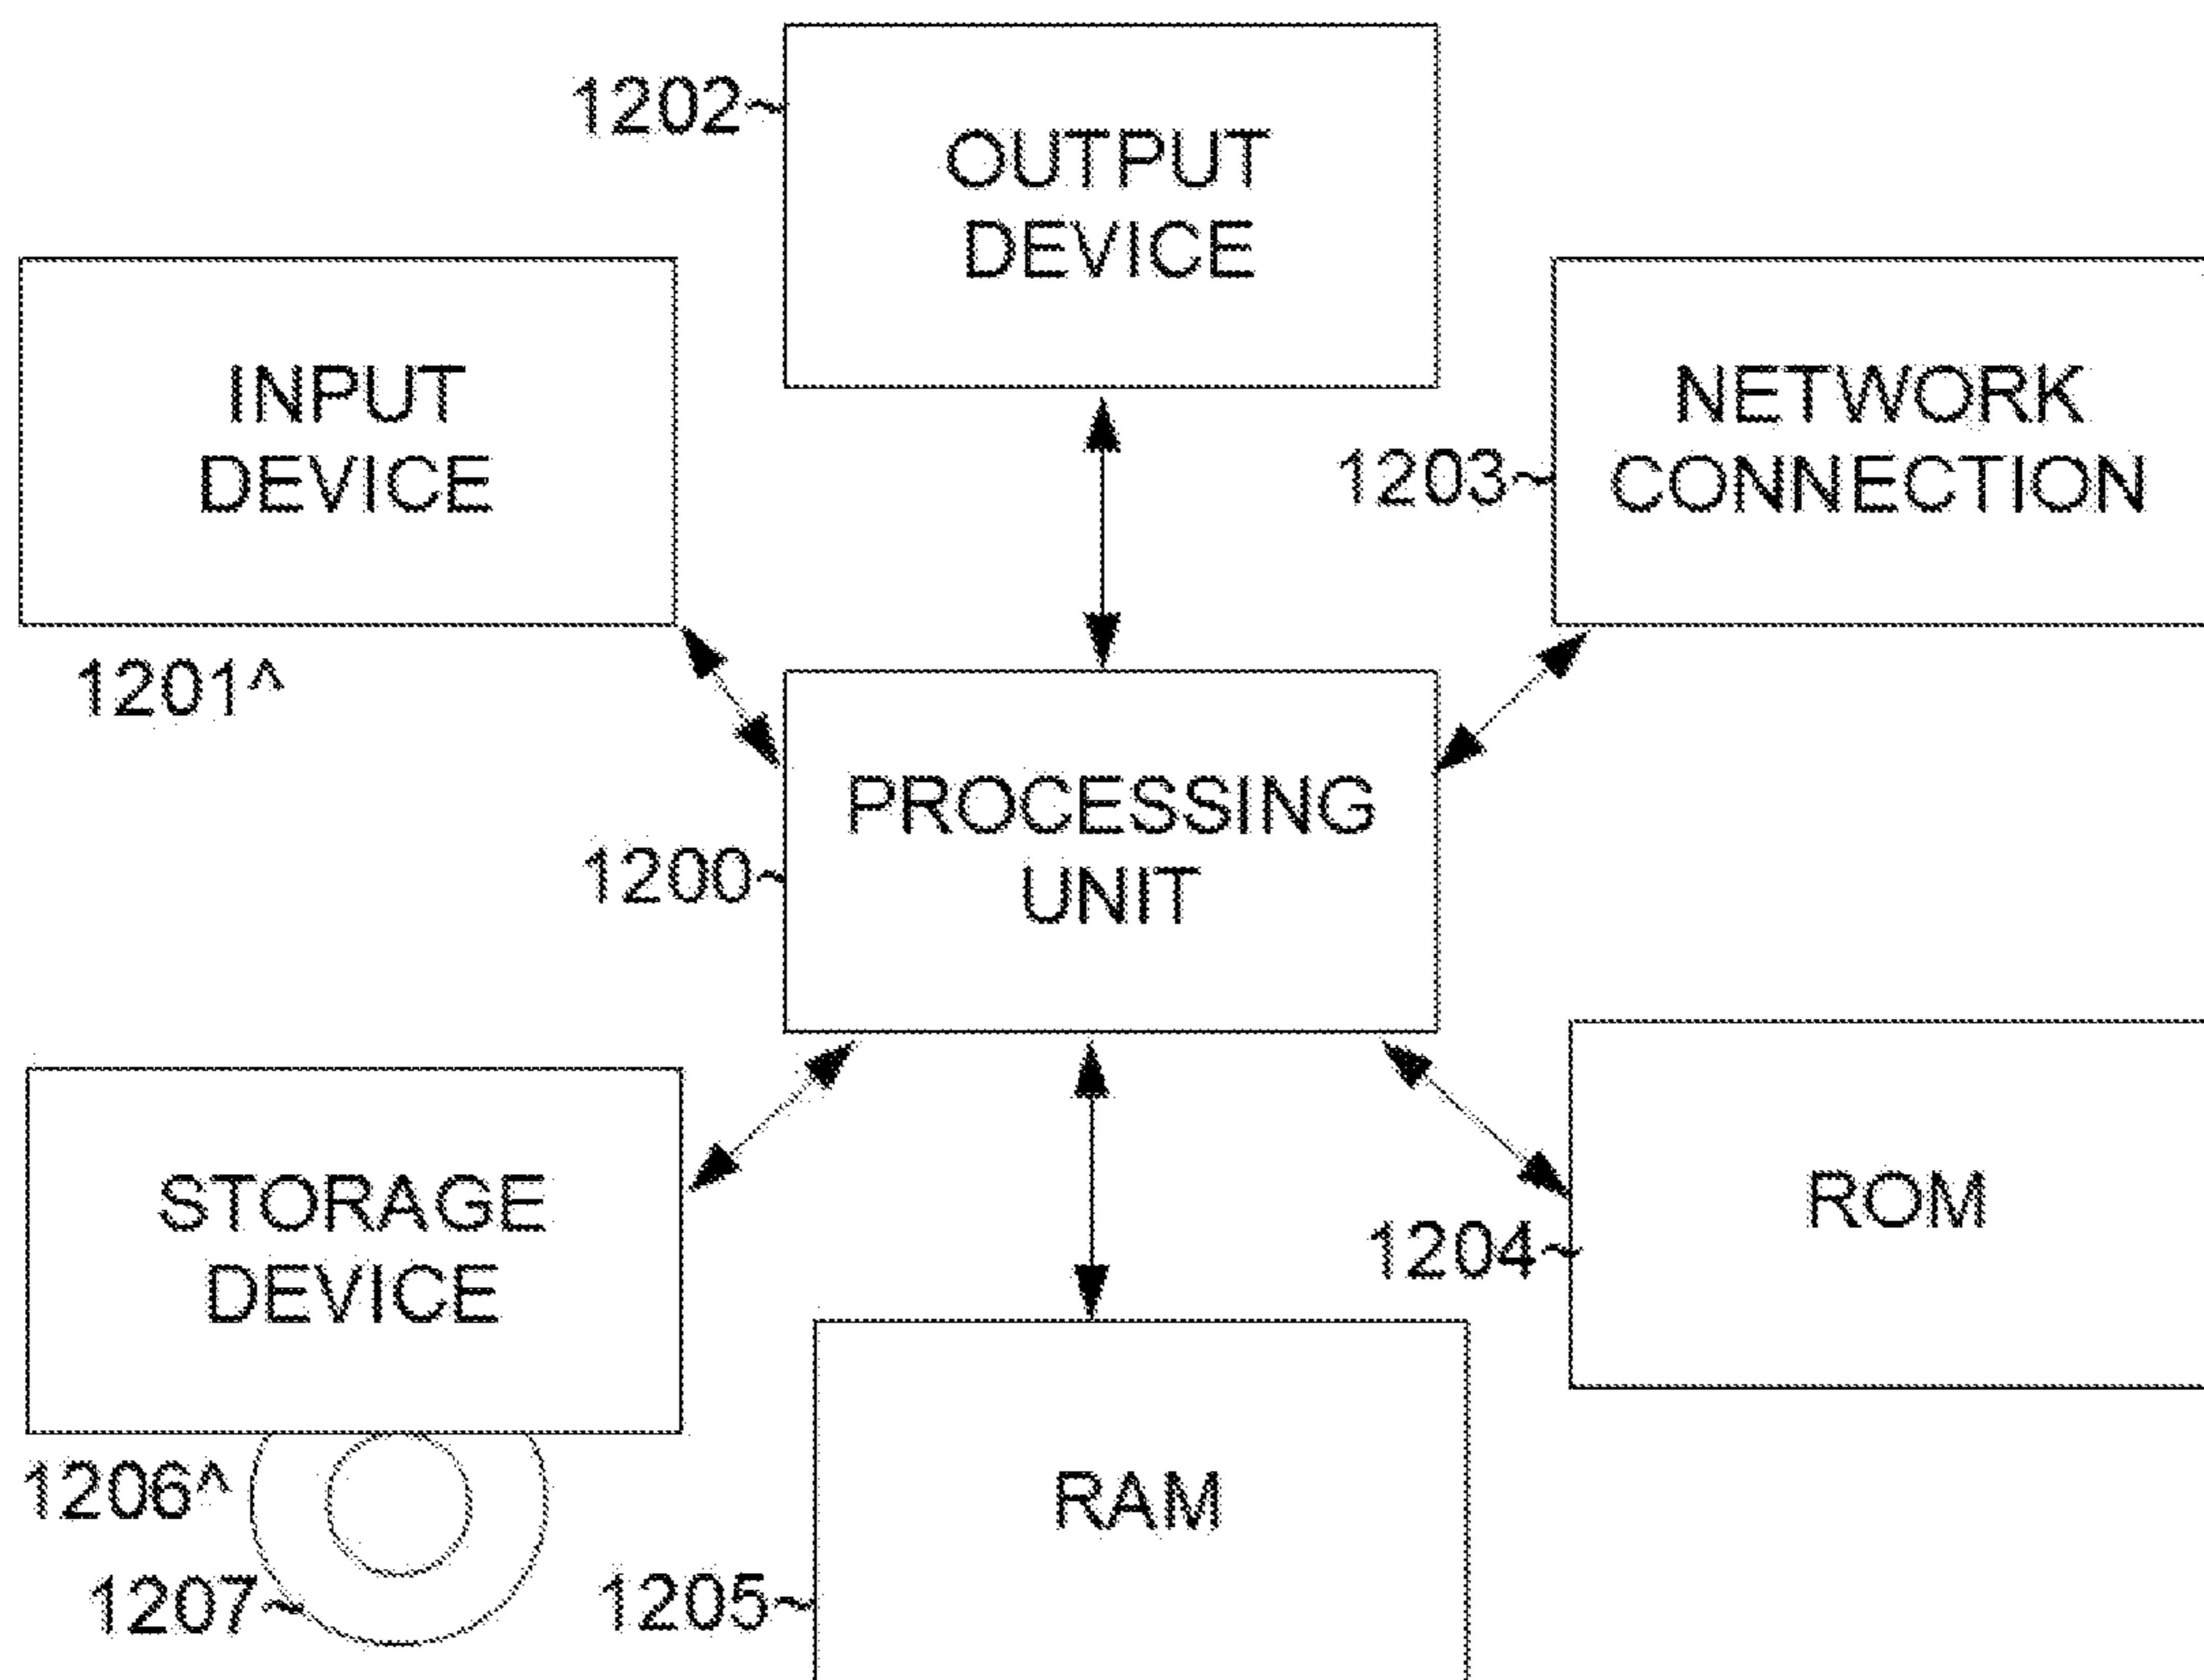 1202~
OUTPUT
DEVICE
INPUT
DEVICE
1201^
NETWORK
CONNECTION
1203~
PROCESSING
UNIT
1200~
STORAGE
DEVICE
1206^
1207~
RAM
1205~
ROM
1204~